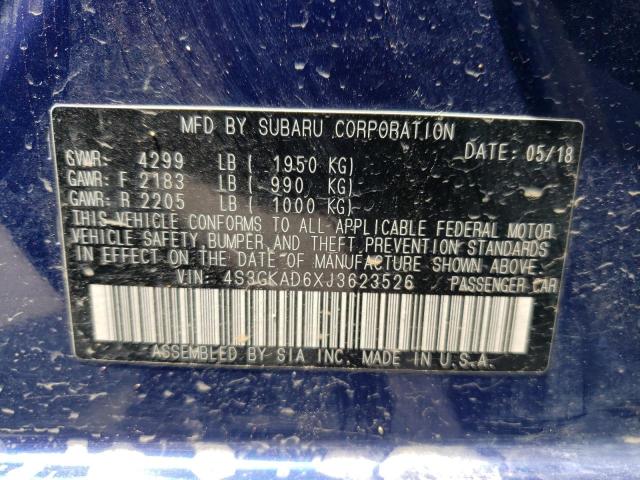 MFD BY SUBARU CORPORATION
DATE: 05/18
GVWR: 4299 LB ( 1950 KG)
GAWR: F 2183 LB ( 990 KG)
GAWR: R 2205 LB ( 1000 KG)
THIS VEHICLE CONFORMS TO ALL APPLICABLE FEDERAL MOTOR
VEHICLE SAFETY, BUMPER, AND THEFT PREVENTION STANDARDS
IN EFFECT ON THE DATE OF MANUFACTURE SHOWN ABOVE.
VIN: 4S3GKAD6XJ3623526 PASSENGER CAR
ASSEMBLED BY SIA INC. MADE IN U.S.A.